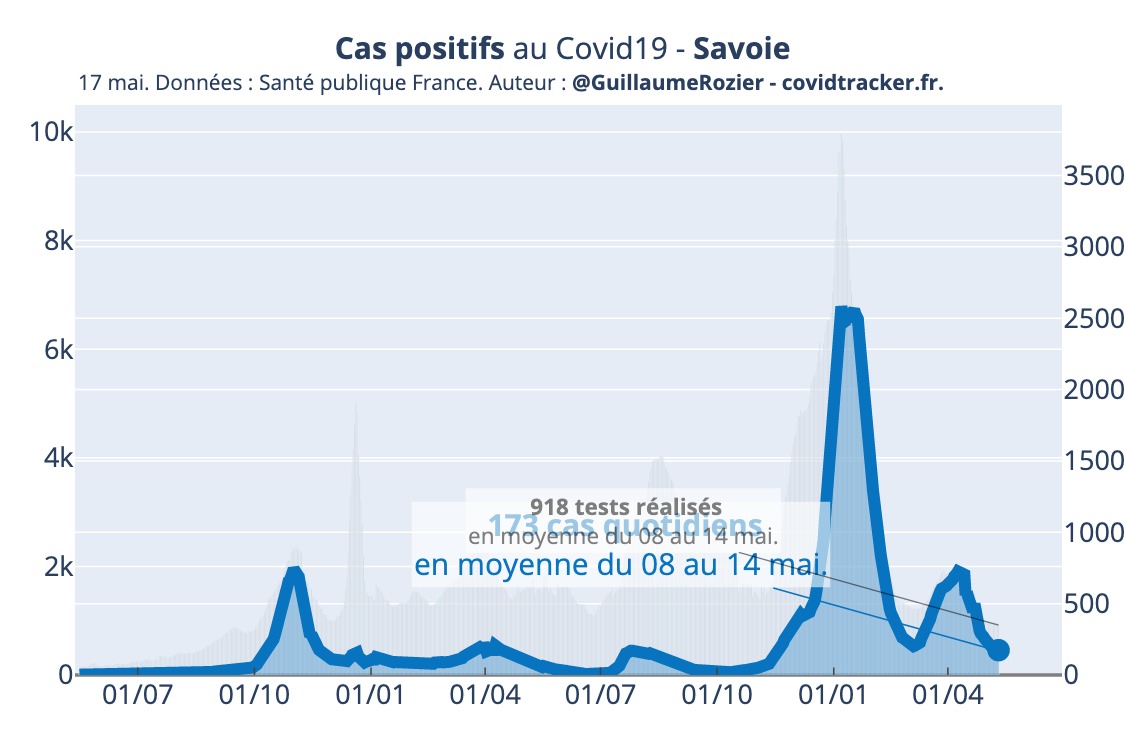 Cas positifs au Covid19 - Savoie
17 mai. Données : Santé publique France. Auteur : @GuillaumeRozier - covidtracker.fr.
10k
8k
6k
4k
2k
0
3500
3000
2500
2000
1500
1000
500
0
918 tests réalisés
173 cas quotidiens
en moyenne du 08 au 14 mai.
en moyenne du 08 au 14 mai.
01/07 01/10 01/01 01/04 01/07 01/10 01/01 01/04